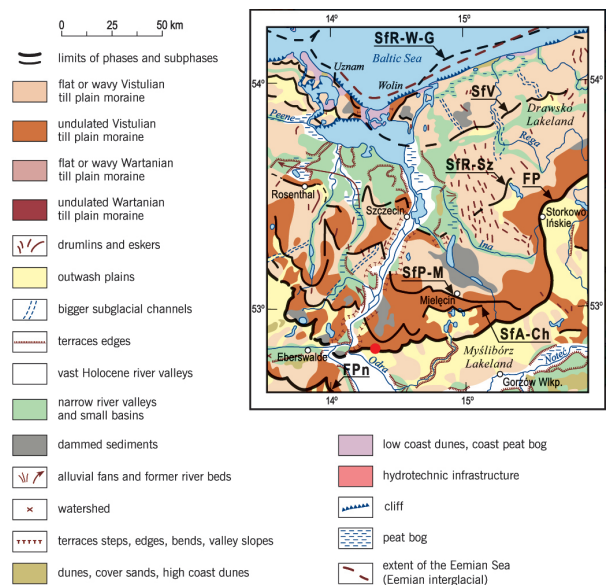 0 25 50 km
limits of phases and subphases
flat or wavy Vistulian
till plain moraine
undulated Vistulian
till plain moraine
flat or wavy Wartanian
till plain moraine
undulated Wartanian
till plain moraine
drumlins and eskers
outwash plains
bigger subglacial channels
terraces edges
vast Holocene river valleys
narrow river valleys
and small basins
dammed sediments
alluvial fans and former river beds
watershed
terraces steps, edges, bends, valley slopes
dunes, cover sands, high coast dunes
14° 15°
SfR-W-G
Baltic Sea
Uznam
Wolin
54° 54°
SfV
Drawsko
Lakeland
Peene
Rega
SfR-Sz
FP
Rosenthal
Szczecin
Storkowo
Ińskie
Ina
SfP-M
Mielęcin
53° 53°
SfA-Ch
Myślibórz
Lakeland
Eberswalde
Odra
Noteć
FPn
Gorzów Wlkp.
14° 15°
low coast dunes, coast peat bog
hydrotechnic infrastructure
cliff
peat bog
extent of the Eemian Sea
(Eemian interglacial)